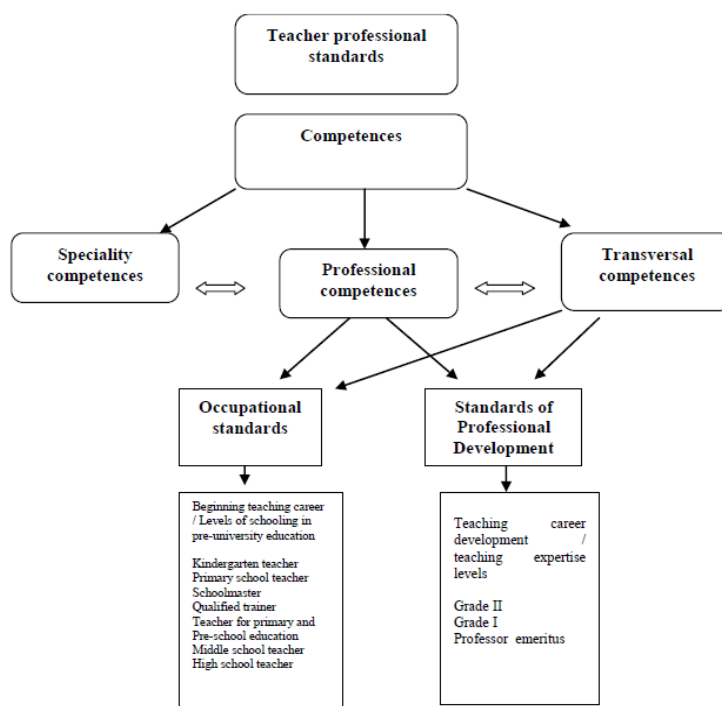 Teacher professional
standards
Competences
Speciality
competences
Professional
competences
Transversal
competences
Occupational
standards
Standards of
Professional
Development
Beginning teaching career
/ Levels of schooling in
pre-university education
Kindergarten teacher
Primary school teacher
Schoolmaster
Qualified trainer
Teacher for primary and
Pre-school education
Middle school teacher
High school teacher
Teaching career
development /
teaching expertise
levels
Grade II
Grade I
Professor emeritus